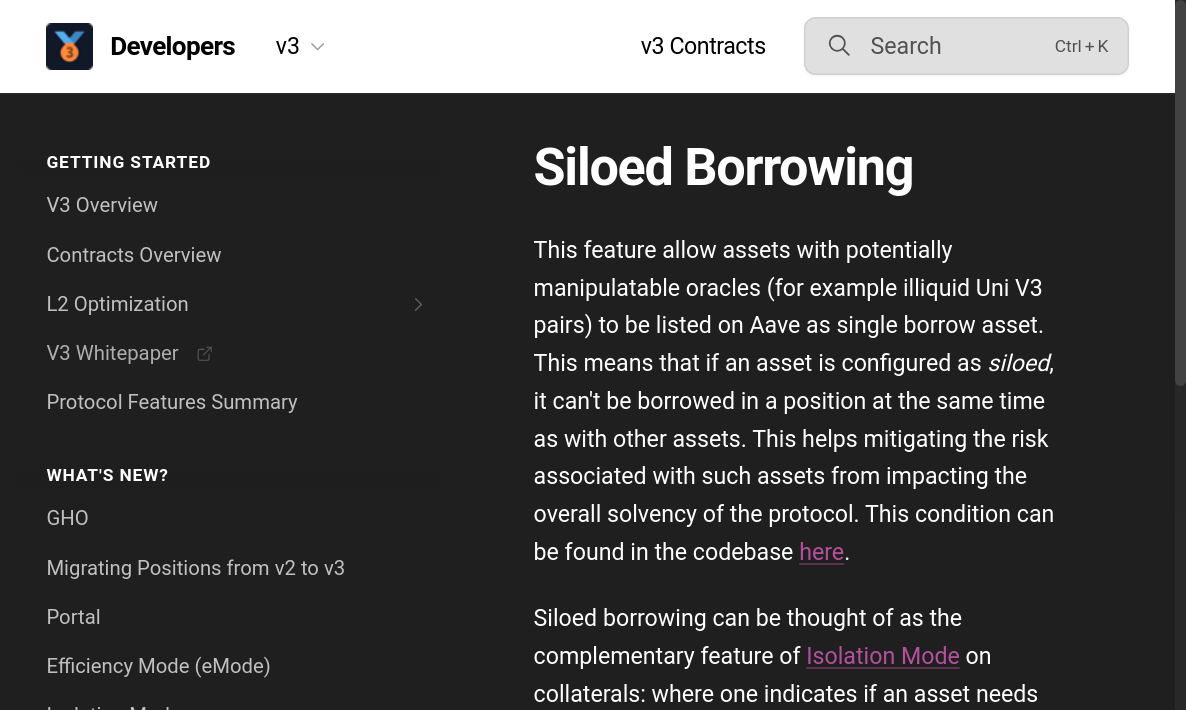 Developers
v3
v3 Contracts
Search
Ctrl + K
GETTING STARTED
V3 Overview
Contracts Overview
L2 Optimization
V3 Whitepaper
Protocol Features Summary
WHAT'S NEW?
GHO
Migrating Positions from v2 to v3
Portal
Efficiency Mode (eMode)
Siloed Borrowing
This feature allow assets with potentially
manipulatable oracles (for example illiquid Uni V3
pairs) to be listed on Aave as single borrow asset.
This means that if an asset is configured as siloed,
it can't be borrowed in a position at the same time
as with other assets. This helps mitigating the risk
associated with such assets from impacting the
overall solvency of the protocol. This condition can
be found in the codebase here.
Siloed borrowing can be thought of as the
complementary feature of Isolation Mode on
collaterals: where one indicates if an asset needs